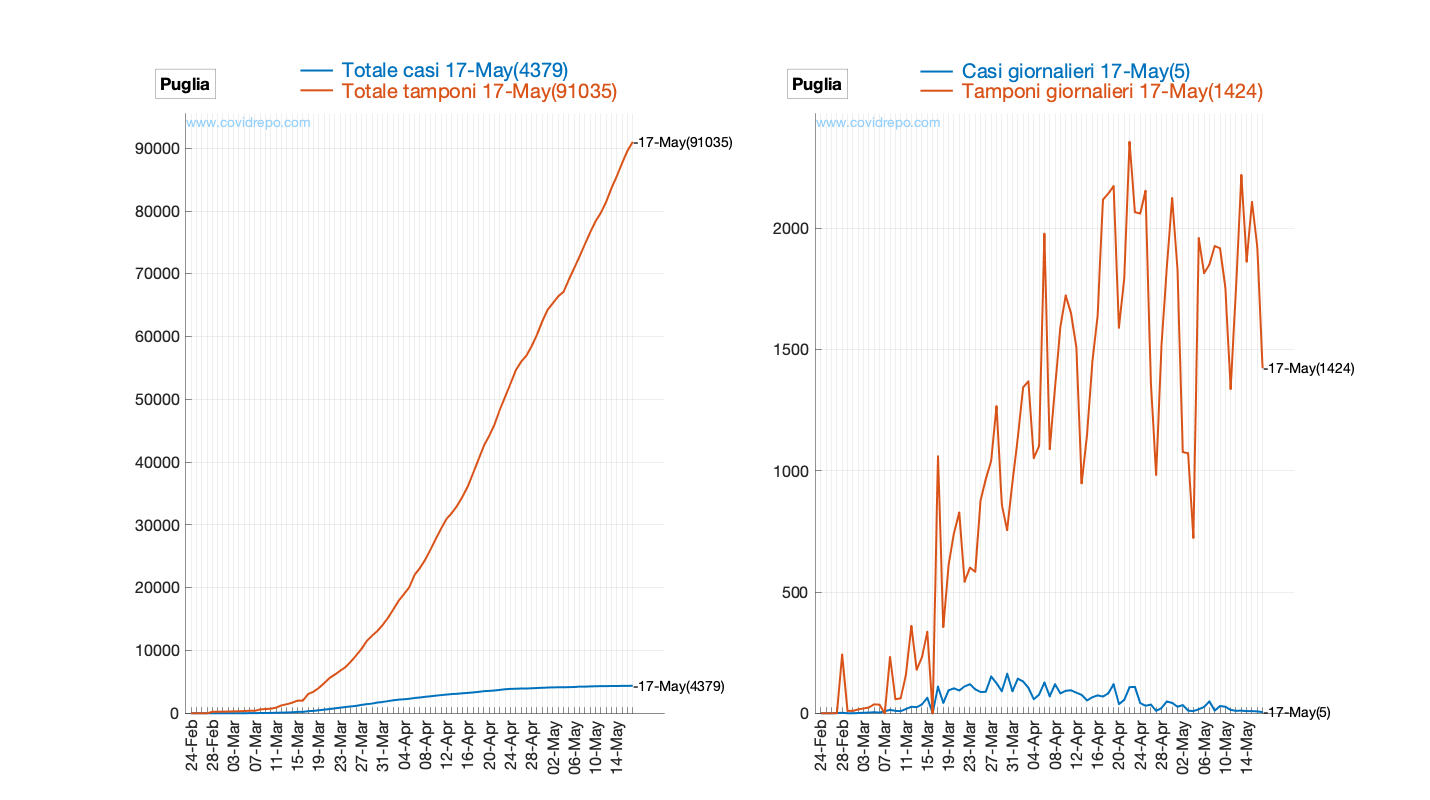 Puglia
Totale casi 17-May(4379)
Totale tamponi 17-May(91035)
www.covidrepo.com
90000
80000
70000
60000
50000
40000
30000
20000
10000
0
-17-May(91035)
-17-May(4379)
24-Feb
28-Feb
03-Mar
07-Mar
11-Mar
15-Mar
19-Mar
23-Mar
27-Mar
31-Mar
04-Apr
08-Apr
12-Apr
16-Apr
20-Apr
24-Apr
28-Apr
02-May
06-May
10-May
14-May
Puglia
Casi giornalieri 17-May(5)
Tamponi giornalieri 17-May(1424)
www.covidrepo.com
2000
1500
1000
500
0
-17-May(1424)
-17-May(5)
24-Feb
28-Feb
03-Mar
07-Mar
11-Mar
15-Mar
19-Mar
23-Mar
27-Mar
31-Mar
04-Apr
08-Apr
12-Apr
16-Apr
20-Apr
24-Apr
28-Apr
02-May
06-May
10-May
14-May